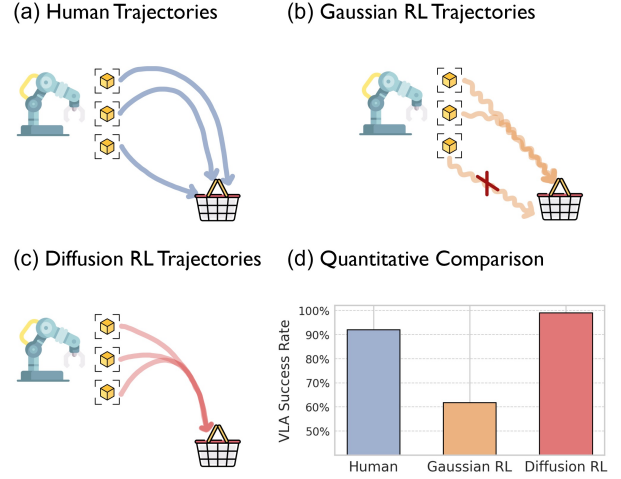 (a) Human Trajectories
(b) Gaussian RL Trajectories
(c) Diffusion RL Trajectories
(d) Quantitative Comparison
VLA Success Rate
100%
90%
80%
70%
60%
50%
Human
Gaussian RL
Diffusion RL